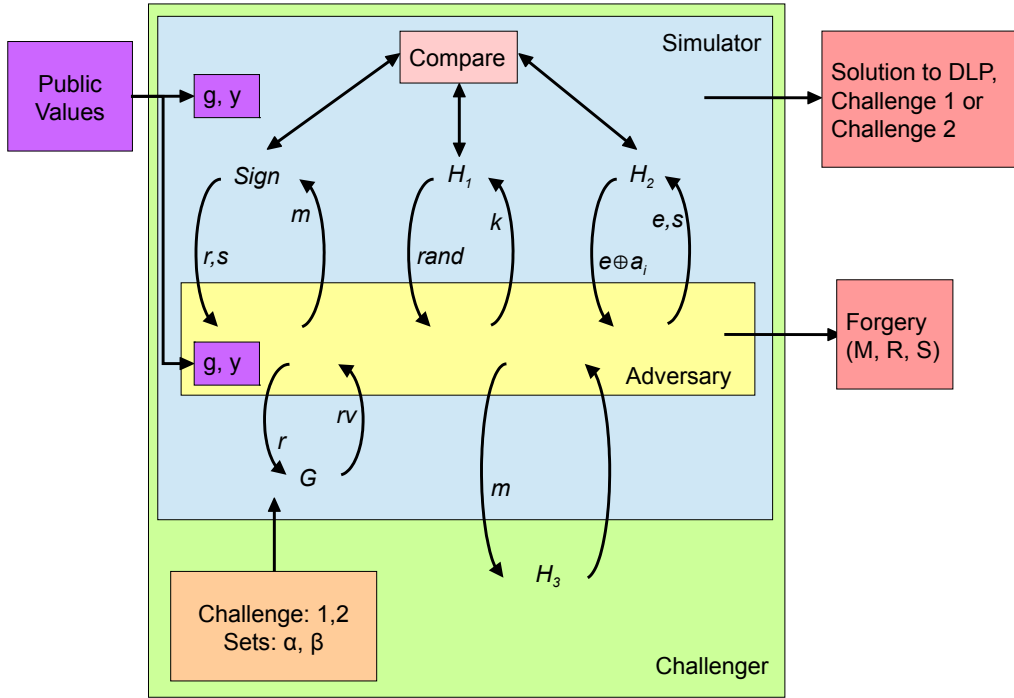 Simulator
Compare
Public
Values
g, y
Solution to DLP,
Challenge 1 or
Challenge 2
Sign
H₁
H₂
m
k
e,s
r,s
rand
e⊕aᵢ
Forgery
(M, R, S)
g, y
Adversary
r
rv
G
m
H₃
Challenge: 1,2
Sets: α, β
Challenger